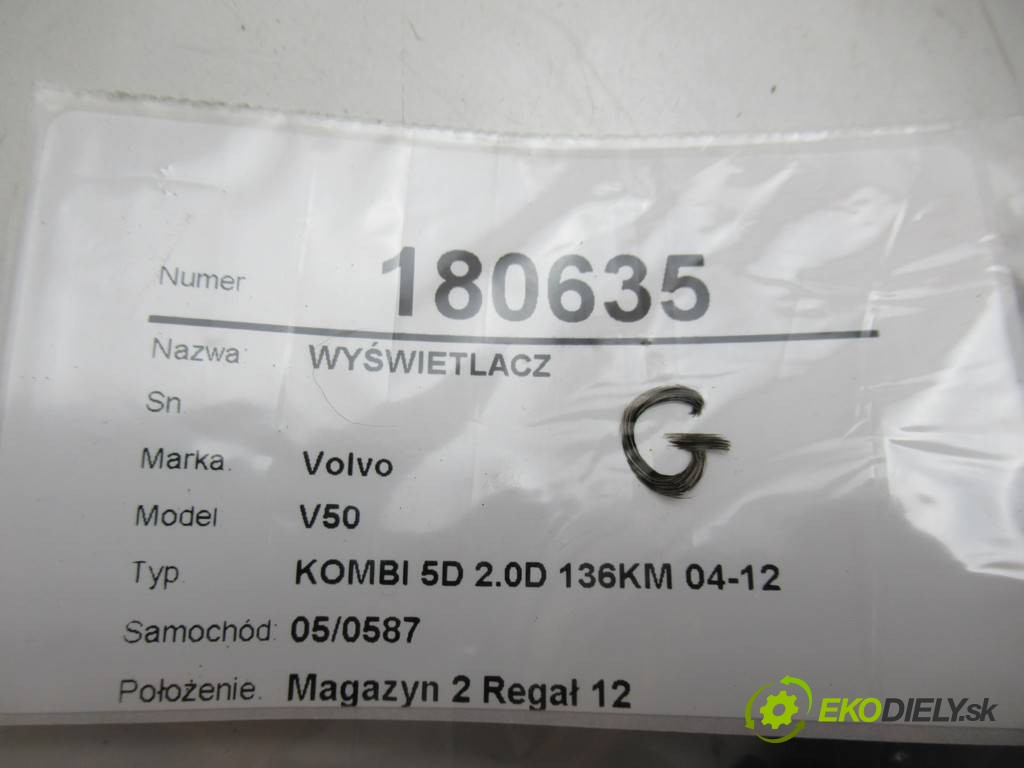 Numer 180635
Nazwa: WYŚWIETLACZ
Sn
G
Marka. Volvo
Model V50
Typ. KOMBI 5D 2.0D 136KM 04-12
Samochód: 05/0587
Położenie. Magazyn 2 Regał 12
EKODIELY.sk